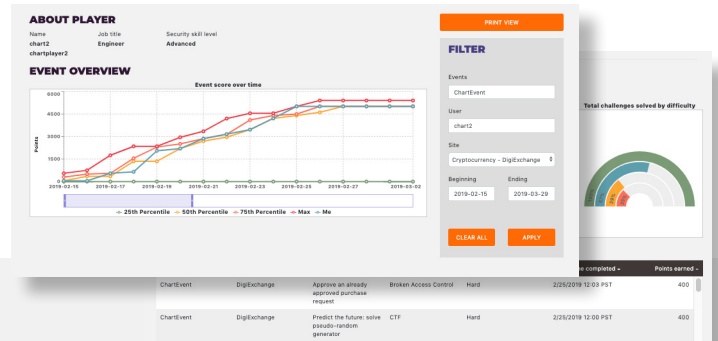 ABOUT PLAYER
Name Job title Security skill level
chart2 Engineer Advanced
chartplayer2
EVENT OVERVIEW
Event score over time
Points
6000
4500
3000
1500
0
2019-02-15 2019-02-17 2019-02-19 2019-02-21 2019-02-23 2019-02-25 2019-02-27 2019-03-03
25th Percentile 50th Percentile 75th Percentile Max Me
PRINT VIEW
FILTER
Events
ChartEvent
User
chart2
Site
Cryptocurrency - DigiExchange
Beginning Ending
2019-02-15 2019-03-29
CLEAR ALL APPLY
Total challenges solved by difficulty
e completed Points earned
ChartEvent DigiExchange Approve an already Broken Access Control Hard 2/25/2019 12:03 PST 400
approved purchase
request
ChartEvent DigiExchange Predict the future: solve CTF Hard 2/25/2019 12:00 PST 400
pseudo-random
generator